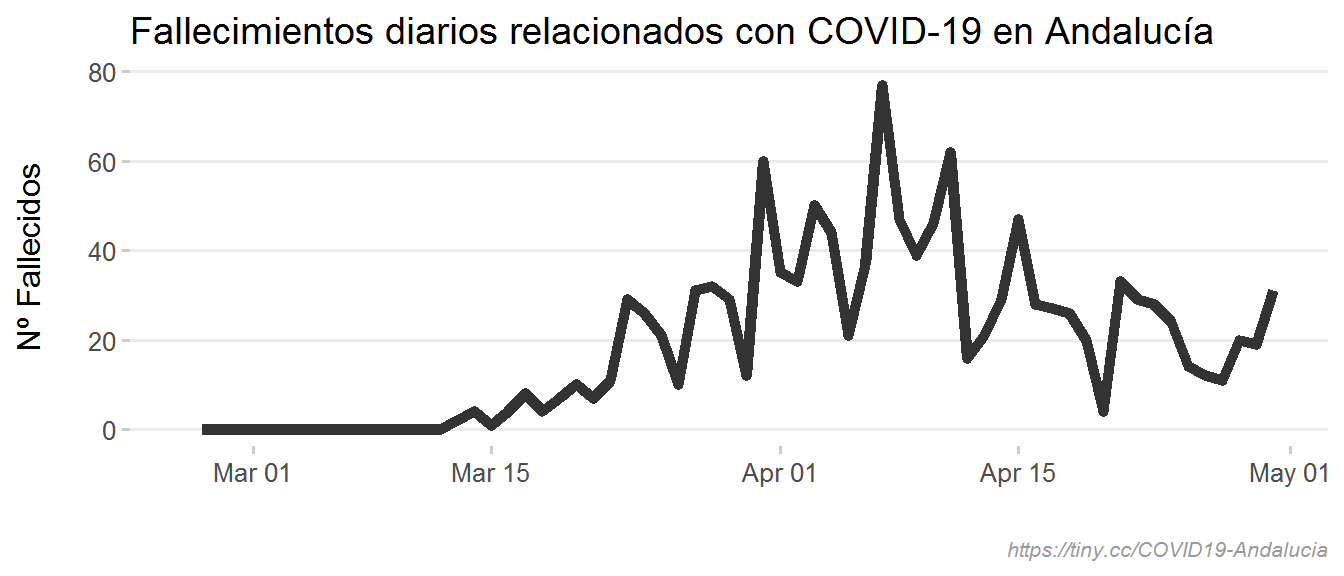 Fallecimientos diarios relacionados con COVID-19 en Andalucía
Nº Fallecidos
80
60
40
20
0
Mar 01 Mar 15 Apr 01 Apr 15 May 01
https://tiny.cc/COVID19-Andalucia